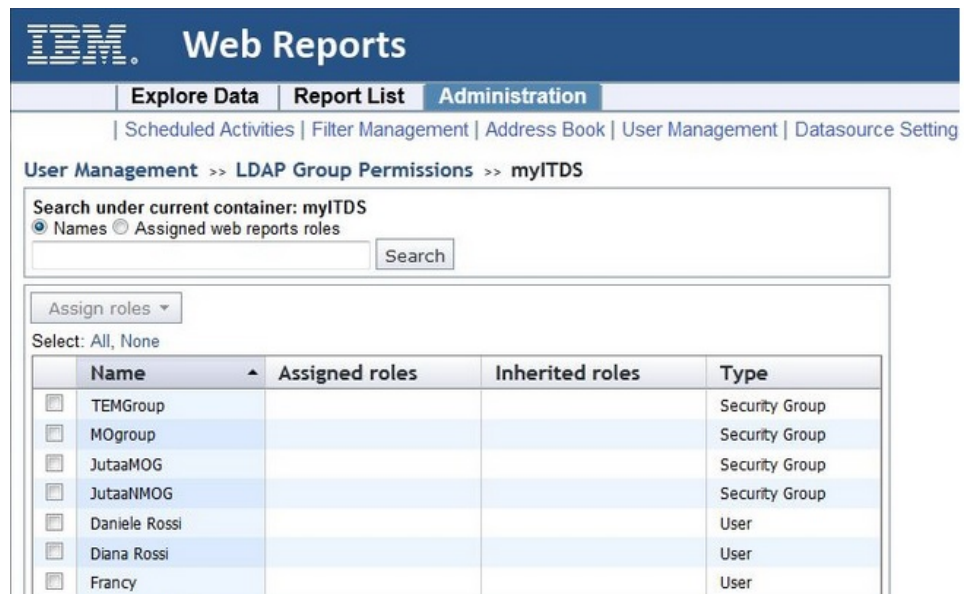 IBM. Web Reports
Explore Data | Report List | Administration
| Scheduled Activities | Filter Management | Address Book | User Management | Datasource Setting
User Management >> LDAP Group Permissions >> myITDS
Search under current container: myITDS
Names Assigned web reports roles
Search
Assign roles
Select: All, None
Name Assigned roles Inherited roles Type
TEMGroup Security Group
MOgroup Security Group
JutaaMOG Security Group
JutaaNMOG Security Group
Daniele Rossi User
Diana Rossi User
Francy User